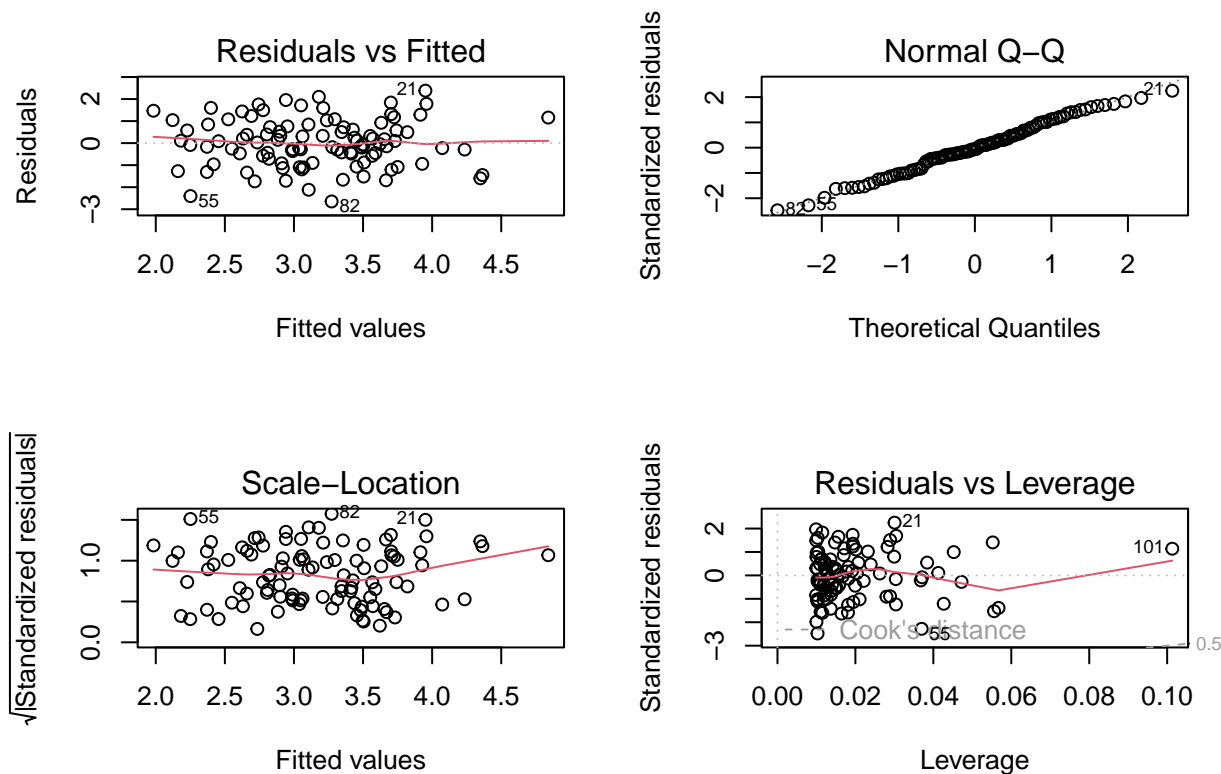 Residuals vs Fitted
Residuals
2
0
−3
21
55
82
2.0 2.5 3.0 3.5 4.0 4.5
Fitted values
Normal Q−Q
Standardized residuals
2
0
−2
21
82
55
−2 −1 0 1 2
Theoretical Quantiles
Scale−Location
√|Standardized residuals|
1.0
0.0
55
82
21
2.0 2.5 3.0 3.5 4.0 4.5
Fitted values
Residuals vs Leverage
Standardized residuals
2
0
−3
21
101
55
Cook's distance
0.5
0.00 0.02 0.04 0.06 0.08 0.10
Leverage